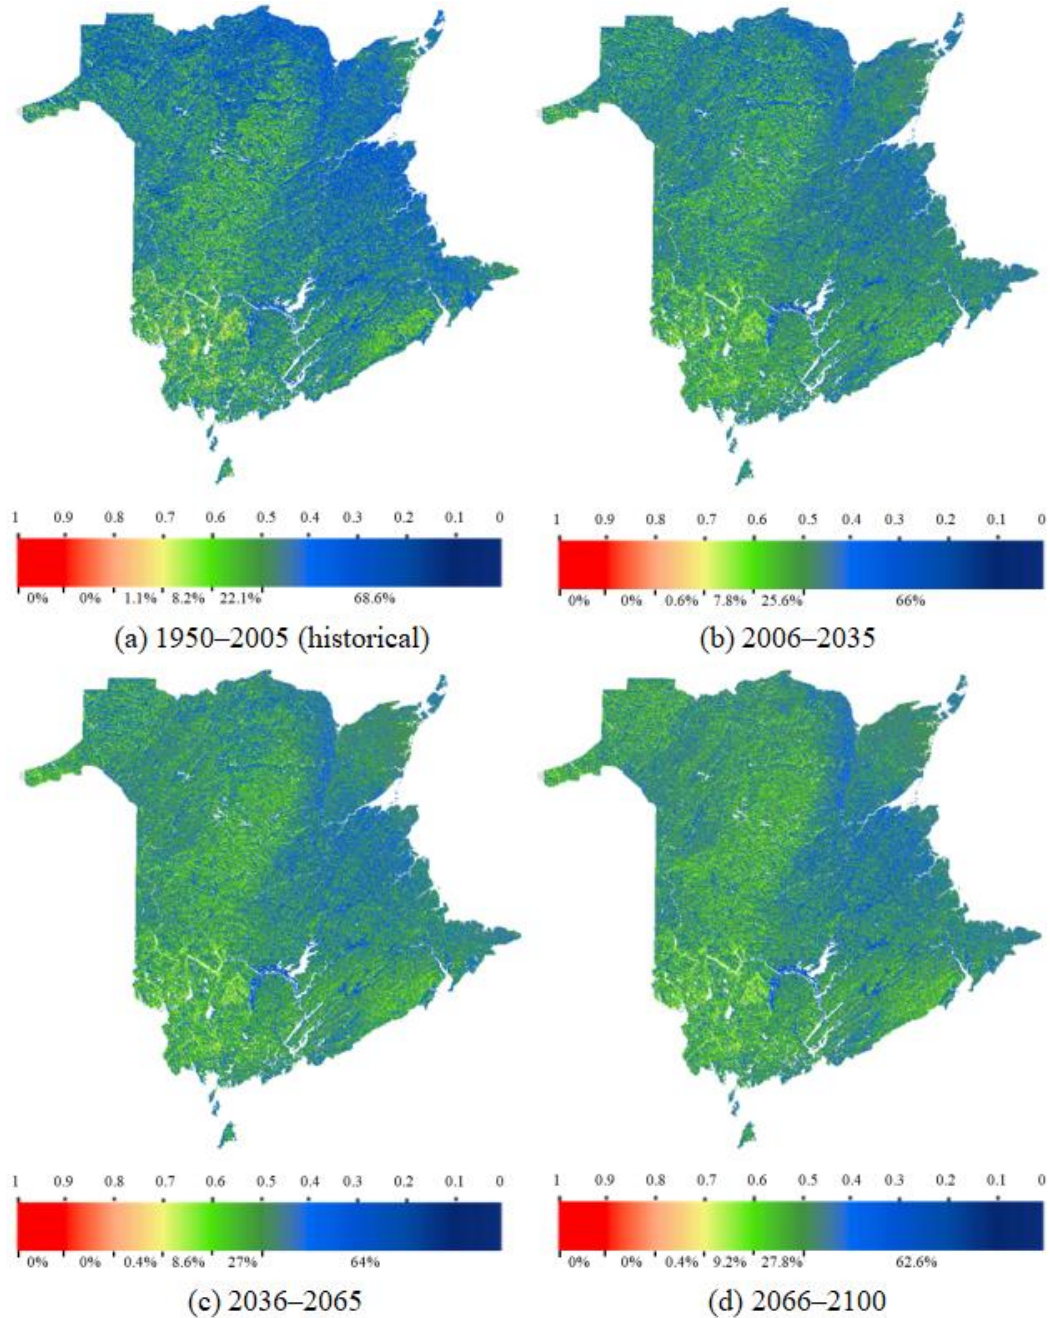 1 0.9 0.8 0.7 0.6 0.5 0.4 0.3 0.2 0.1 0
0% 0% 1.1% 8.2% 22.1% 68.6%
(a) 1950–2005 (historical)
1 0.9 0.8 0.7 0.6 0.5 0.4 0.3 0.2 0.1 0
0% 0% 0.6% 7.8% 25.6% 66%
(b) 2006–2035
1 0.9 0.8 0.7 0.6 0.5 0.4 0.3 0.2 0.1 0
0% 0% 0.4% 8.6% 27% 64%
(c) 2036–2065
1 0.9 0.8 0.7 0.6 0.5 0.4 0.3 0.2 0.1 0
0% 0% 0.4% 9.2% 27.8% 62.6%
(d) 2066–2100